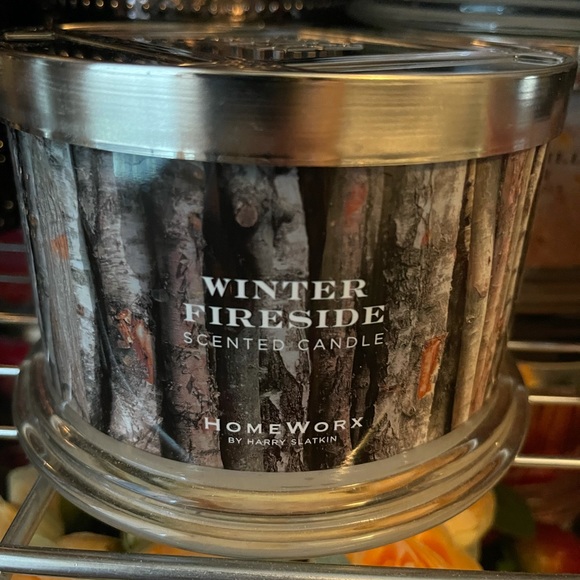 WINTER
FIRESIDE
SCENTED CANDLE
HOMEWORX
BY HARRY SLATKIN